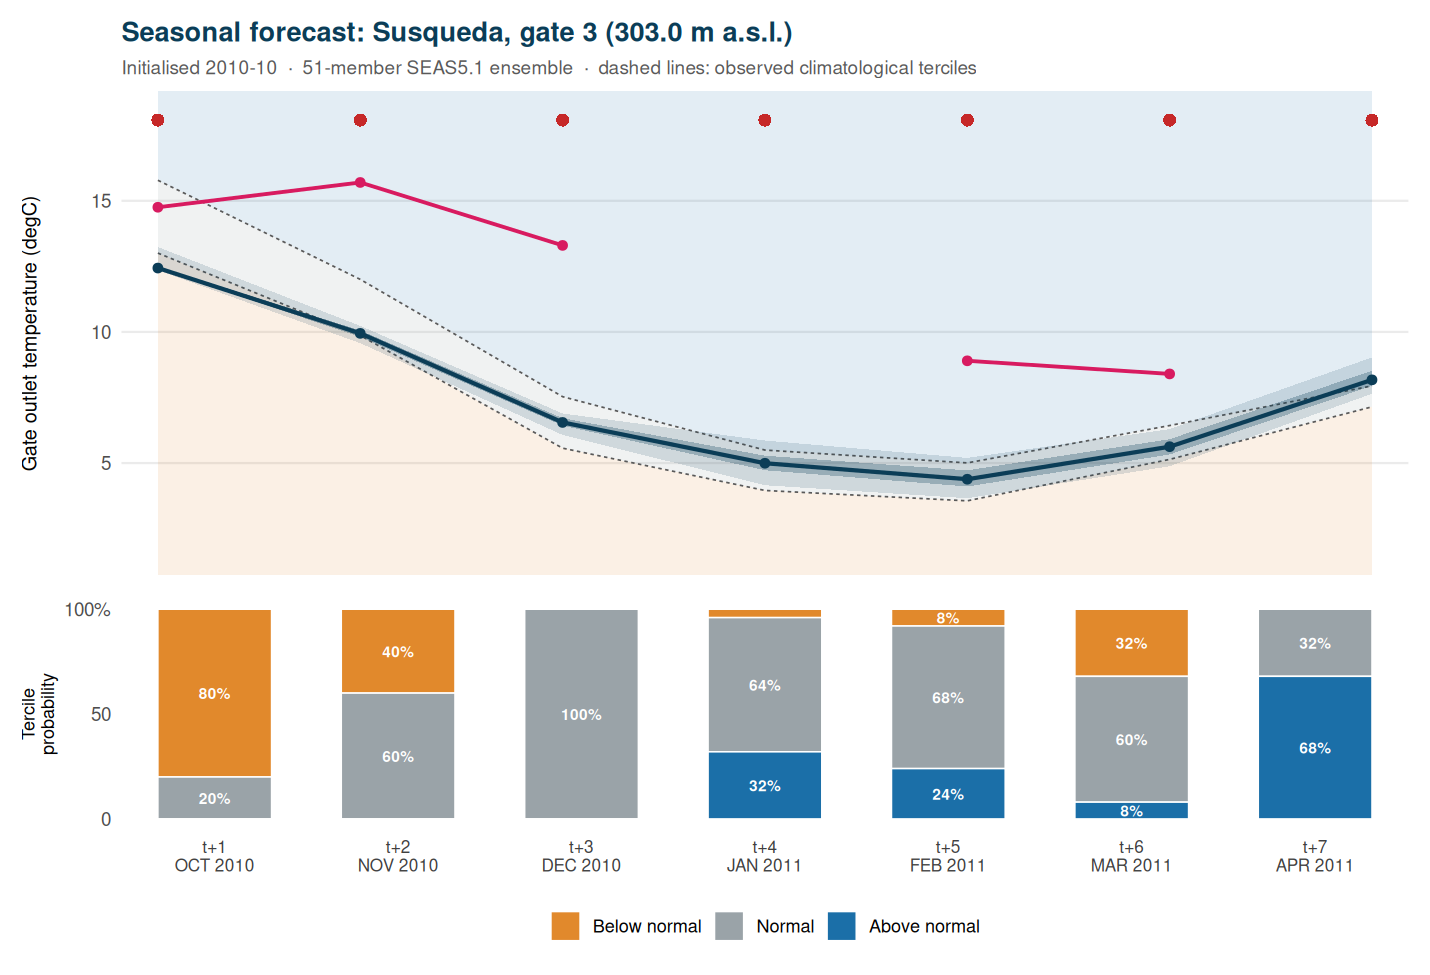 Seasonal forecast: Susqueda, gate 3 (303.0 m a.s.l.)
Initialised 2010-10 · 51-member SEAS5.1 ensemble · dashed lines: observed climatological terciles
Gate outlet temperature (degC)
15
10
5
Tercile
probability
100%
50
0
80%
20%
40%
60%
100%
64%
32%
8%
68%
24%
32%
60%
8%
32%
68%
t+1
OCT 2010
t+2
NOV 2010
t+3
DEC 2010
t+4
JAN 2011
t+5
FEB 2011
t+6
MAR 2011
t+7
APR 2011
Below normal
Normal
Above normal